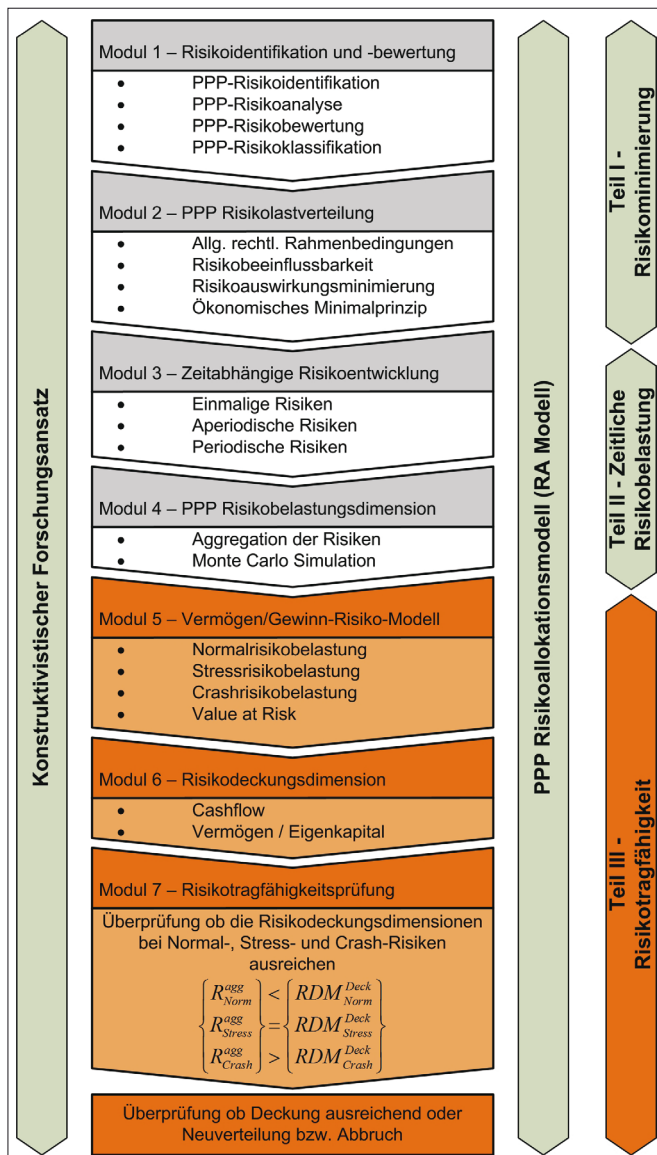 Konstruktivistischer Forschungsansatz
Modul 1 – Risikoidentifikation und -bewertung
• PPP-Risikoidentifikation
• PPP-Risikoanalyse
• PPP-Risikobewertung
• PPP-Risikoklassifikation
Modul 2 – PPP Risikolastverteilung
• Allg. rechtl. Rahmenbedingungen
• Risikobeeinflussbarkeit
• Risikoauswirkungsminimierung
• Ökonomisches Minimalprinzip
Modul 3 – Zeitabhängige Risikoentwicklung
• Einmalige Risiken
• Aperiodische Risiken
• Periodische Risiken
Modul 4 – PPP Risikobelastungsdimension
• Aggregation der Risiken
• Monte Carlo Simulation
Modul 5 – Vermögen/Gewinn-Risiko-Modell
• Normalrisikobelastung
• Stressrisikobelastung
• Crashrisikobelastung
• Value at Risk
Modul 6 – Risikodeckungsdimension
• Cashflow
• Vermögen / Eigenkapital
Modul 7 – Risikotragfähigkeitsprüfung
Überprüfung ob die Risikodeckungsdimensionen
bei Normal-, Stress- und Crash-Risiken
ausreichen
{R^agg_Norm} < {RDM^Deck_Norm}
{R^agg_Stress} = {RDM^Deck_Stress}
{R^agg_Crash} > {RDM^Deck_Crash}
Überprüfung ob Deckung ausreichend oder
Neuverteilung bzw. Abbruch
PPP Risikoallokationsmodell (RA Modell)
Teil I -
Risikominimierung
Teil II - Zeitliche
Risikobelastung
Teil III -
Risikotragfähigkeit